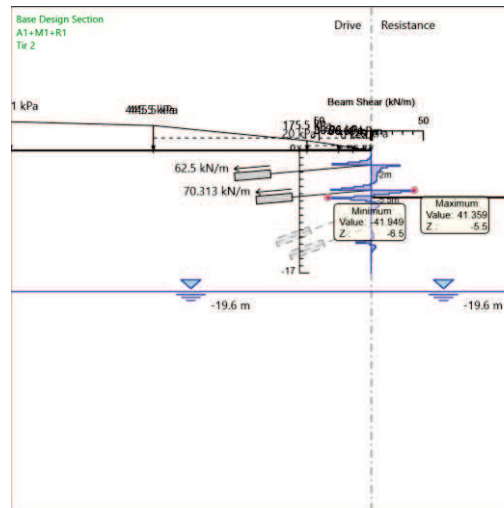 Base Design Section
A1+M1+R1
Tir 2
Drive
Resistance
Beam Shear (kN/m)
1 kPa
50
50
0
62.5 kN/m
-2m
70.313 kN/m
-5.5m
Minimum
Value: -41.949
Z : -6.5
Maximum
Value: 41.359
Z : -5.5
-17
-19.6 m
-19.6 m